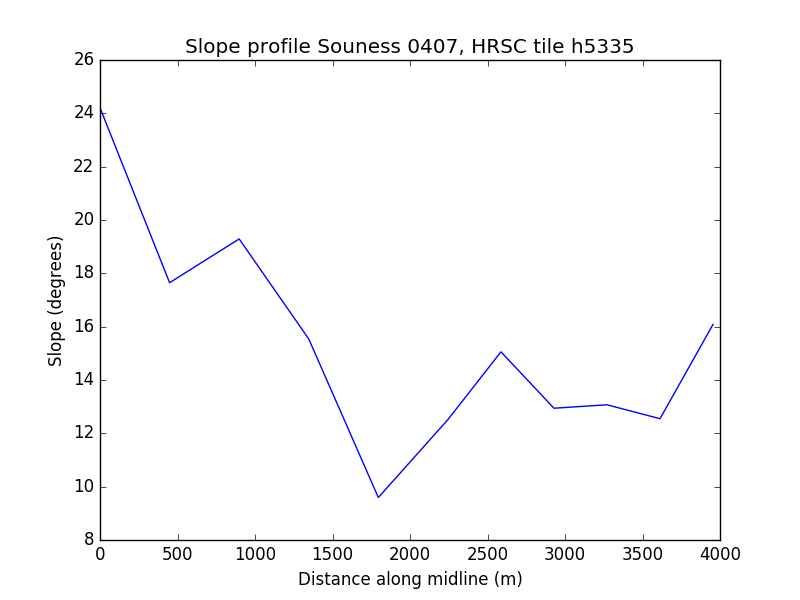 Slope profile Souness 0407, HRSC tile h5335
26
24
22
20
18
16
14
12
10
8
Slope (degrees)
0 500 1000 1500 2000 2500 3000 3500 4000
Distance along midline (m)